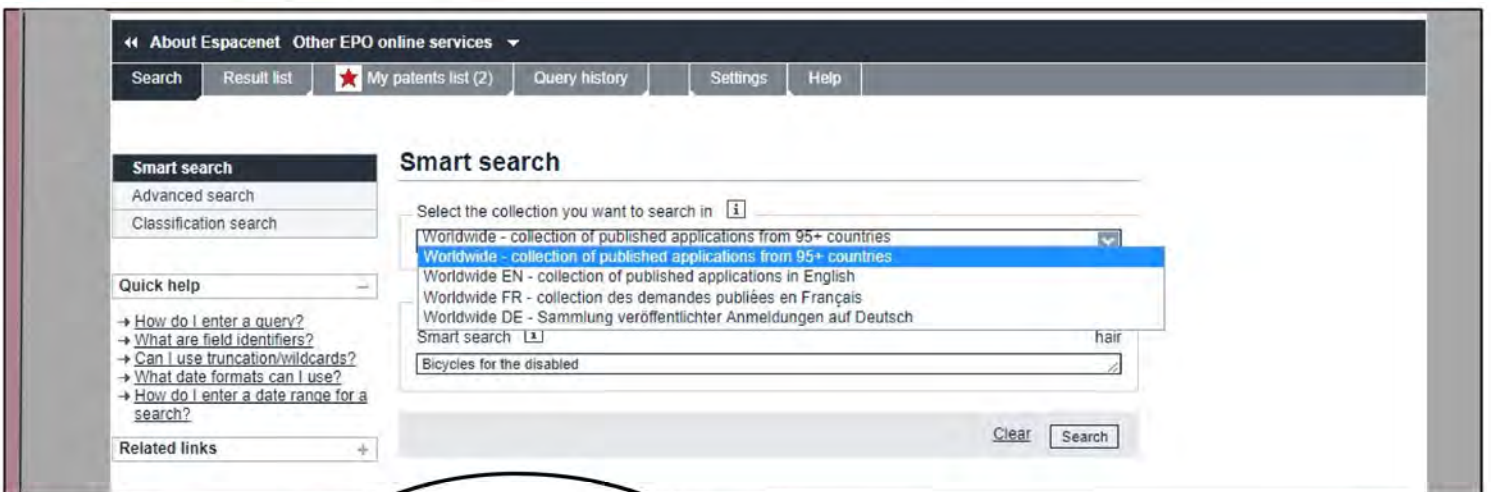 About Espacenet Other EPO online services
Search Result list My patents list (2) Query history Settings Help
Smart search
Advanced search
Classification search
Quick help
→ How do I enter a query?
→ What are field identifiers?
→ Can I use truncation/wildcards?
→ What date formats can I use?
→ How do I enter a date range for a
search?
Related links
Smart search
Select the collection you want to search in
Worldwide - collection of published applications from 95+ countries
Worldwide - collection of published applications from 95+ countries
Worldwide EN - collection of published applications in English
Worldwide FR - collection des demandes publiées en Français
Worldwide DE - Sammlung veröffentlichter Anmeldungen auf Deutsch
Smart search hair
Bicycles for the disabled
Clear Search